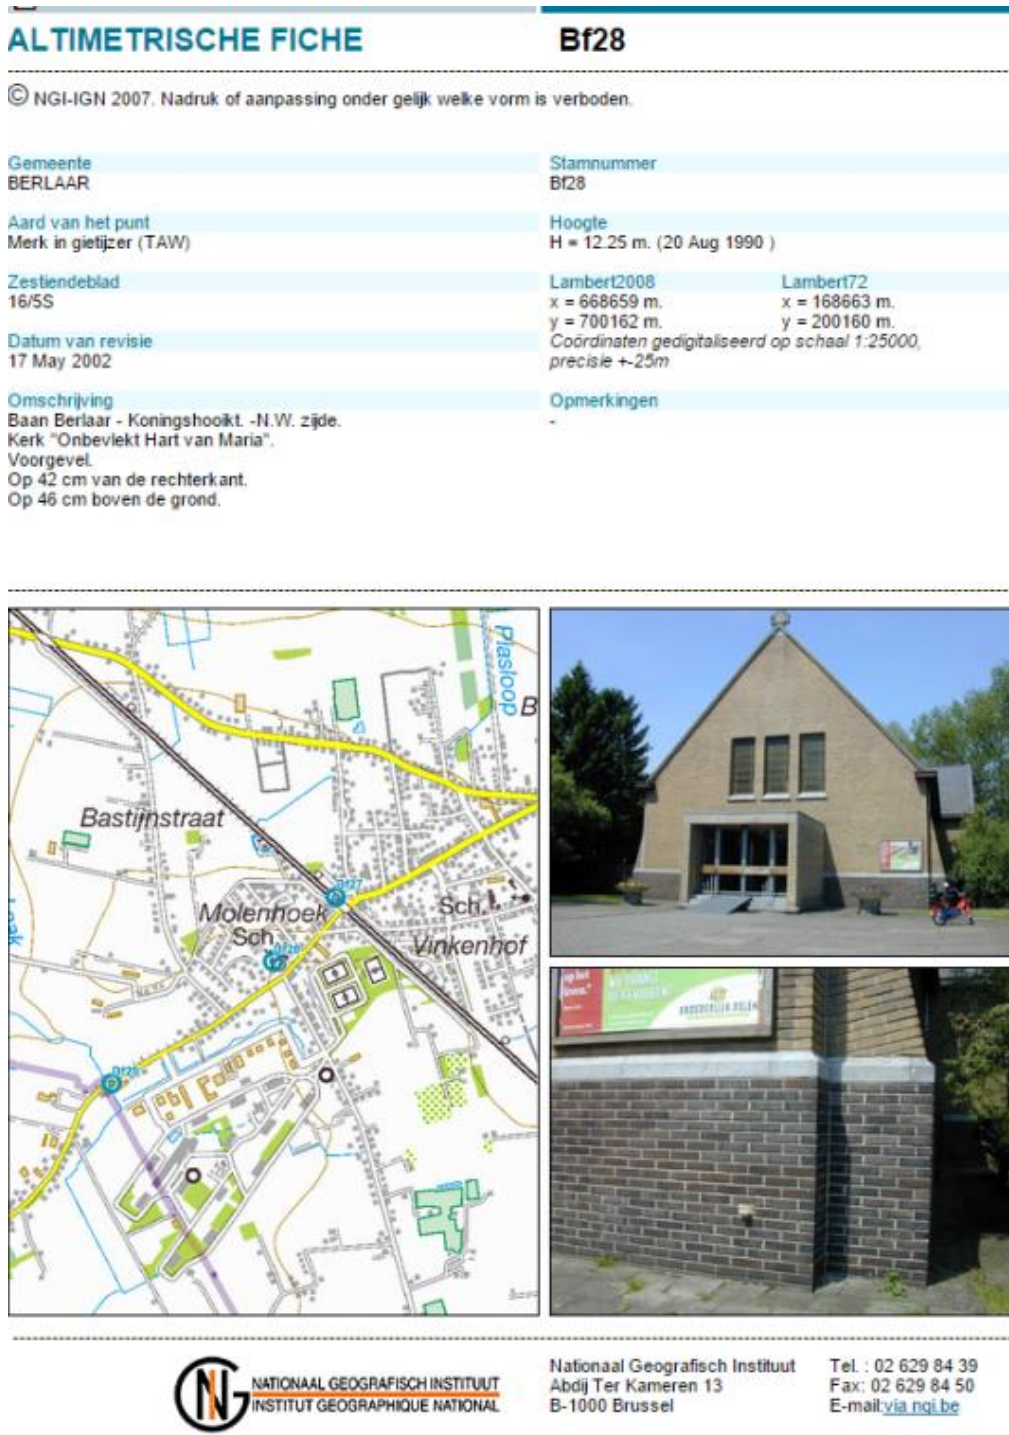 ALTIMETRISCHE FICHE Bf28
© NGI-IGN 2007. Nadruk of aanpassing onder gelijk welke vorm is verboden.
Gemeente
BERLAAR
Stamnummer
Bf28
Aard van het punt
Merk in gietijzer (TAW)
Hoogte
H = 12.25 m. (20 Aug 1990 )
Zestiendeblad
16/5S
Lambert2008
x = 668659 m.
y = 700162 m.
Lambert72
x = 168663 m.
y = 200160 m.
Coördinaten gedigitaliseerd op schaal 1:25000,
precisie +-25m
Datum van revisie
17 May 2002
Omschrijving
Baan Berlaar - Koningshooikt. -N.W. zijde.
Kerk "Onbevlekt Hart van Maria".
Voorgevel.
Op 42 cm van de rechterkant.
Op 46 cm boven de grond.
Opmerkingen
-
Plasloop
B
Bastijnstraat
Bf27
Molenhoek
Sch.
Sch.
Bf28
Vinkenhof
NATIONAAL GEOGRAFISCH INSTITUUT
INSTITUT GEOGRAPHIQUE NATIONAL
Nationaal Geografisch Instituut
Abdij Ter Kameren 13
B-1000 Brussel
Tel. : 02 629 84 39
Fax: 02 629 84 50
E-mail:via ngi.be